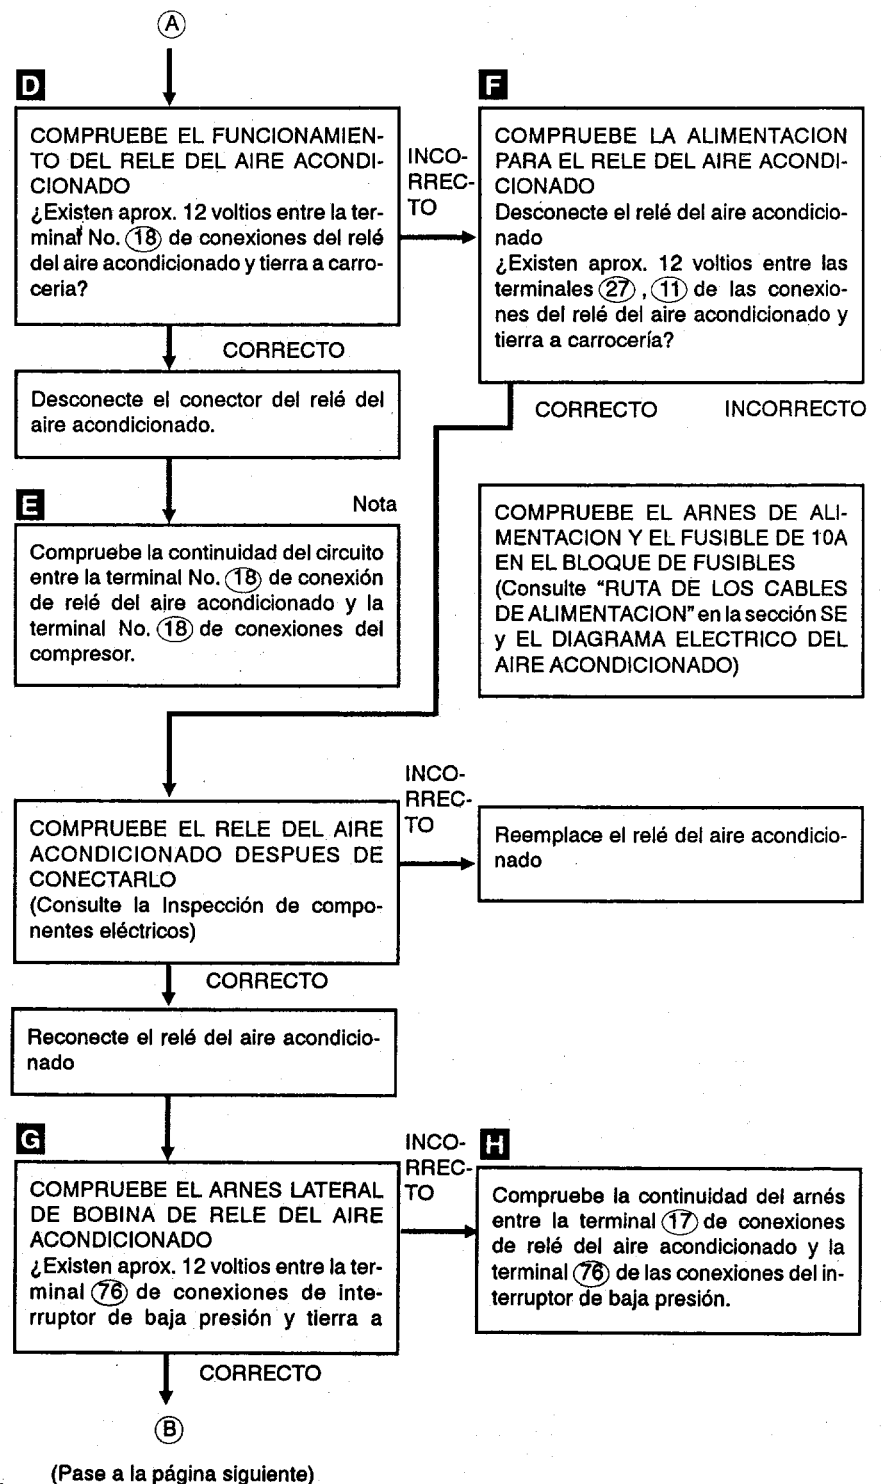 A
D
COMPRUEBE EL FUNCIONAMIEN-
TO DEL RELE DEL AIRE ACONDI-
CIONADO
¿Existen aprox. 12 voltios entre la ter-
minal No. 18 de conexiones del relé
del aire acondicionado y tierra a carro-
ceria?
INCO-
RREC-
TO
F
COMPRUEBE LA ALIMENTACION
PARA EL RELE DEL AIRE ACONDI-
CIONADO
Desconecte el relé del aire acondicio-
nado
¿Existen aprox. 12 voltios entre las
terminales 27, 11 de las conexio-
nes del relé del aire acondicionado y
tierra a carrocería?
CORRECTO
Desconecte el conector del relé del
aire acondicionado.
CORRECTO INCORRECTO
E
Nota
Compruebe la continuidad del circuito
entre la terminal No. 18 de conexión
de relé del aire acondicionado y la
terminal No. 18 de conexiones del
compresor.
COMPRUEBE EL ARNES DE ALI-
MENTACION Y EL FUSIBLE DE 10A
EN EL BLOQUE DE FUSIBLES
(Consulte “RUTA DE LOS CABLES
DE ALIMENTACION” en la sección SE
y EL DIAGRAMA ELECTRICO DEL
AIRE ACONDICIONADO)
COMPRUEBE EL RELE DEL AIRE
ACONDICIONADO DESPUES DE
CONECTARLO
(Consulte la Inspección de compo-
nentes eléctricos)
INCO-
RREC-
TO
Reemplace el relé del aire acondicio-
nado
CORRECTO
Reconecte el relé del aire acondicio-
nado
G
COMPRUEBE EL ARNES LATERAL
DE BOBINA DE RELE DEL AIRE
ACONDICIONADO
¿Existen aprox. 12 voltios entre la ter-
minal 76 de conexiones de inte-
rruptor de baja presión y tierra a
INCO-
RREC-
TO
H
Compruebe la continuidad del arnés
entre la terminal 17 de conexiones
de relé del aire acondicionado y la
terminal 76 de las conexiones del in-
terruptor de baja presión.
CORRECTO
B
(Pase a la página siguiente)